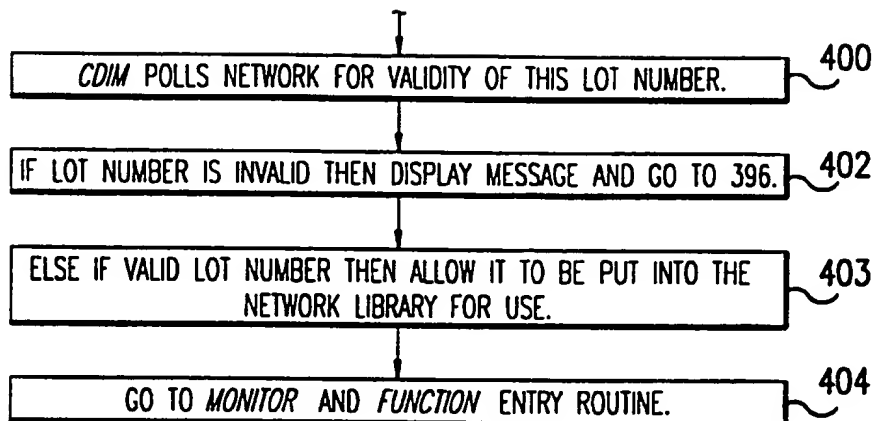 CDIM POLLS NETWORK FOR VALIDITY OF THIS LOT NUMBER.
400
IF LOT NUMBER IS INVALID THEN DISPLAY MESSAGE AND GO TO 396.
402
ELSE IF VALID LOT NUMBER THEN ALLOW IT TO BE PUT INTO THE
NETWORK LIBRARY FOR USE.
403
GO TO MONITOR AND FUNCTION ENTRY ROUTINE.
404